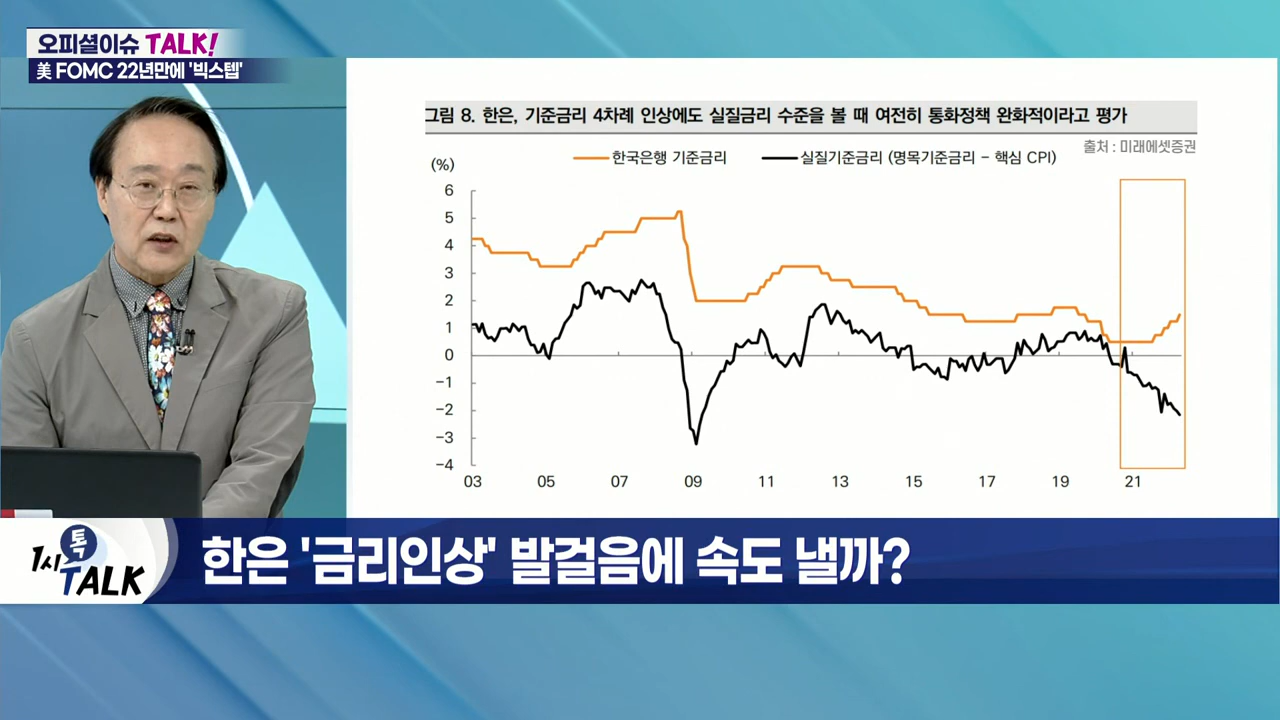 오피셜이슈 TALK!
美 FOMC 22년만에 '빅스텝'
그림 8. 한은, 기준금리 4차례 인상에도 실질금리 수준을 볼 때 여전히 통화정책 완화적이라고 평가
출처 : 미래에셋증권
(%)
한국은행 기준금리
실질기준금리 (명목기준금리 - 핵심 CPI)
6
5
4
3
2
1
0
-1
-2
-3
-4
03 05 07 09 11 13 15 17 19 21
1시톡 TALK
한은 '금리인상' 발걸음에 속도 낼까?